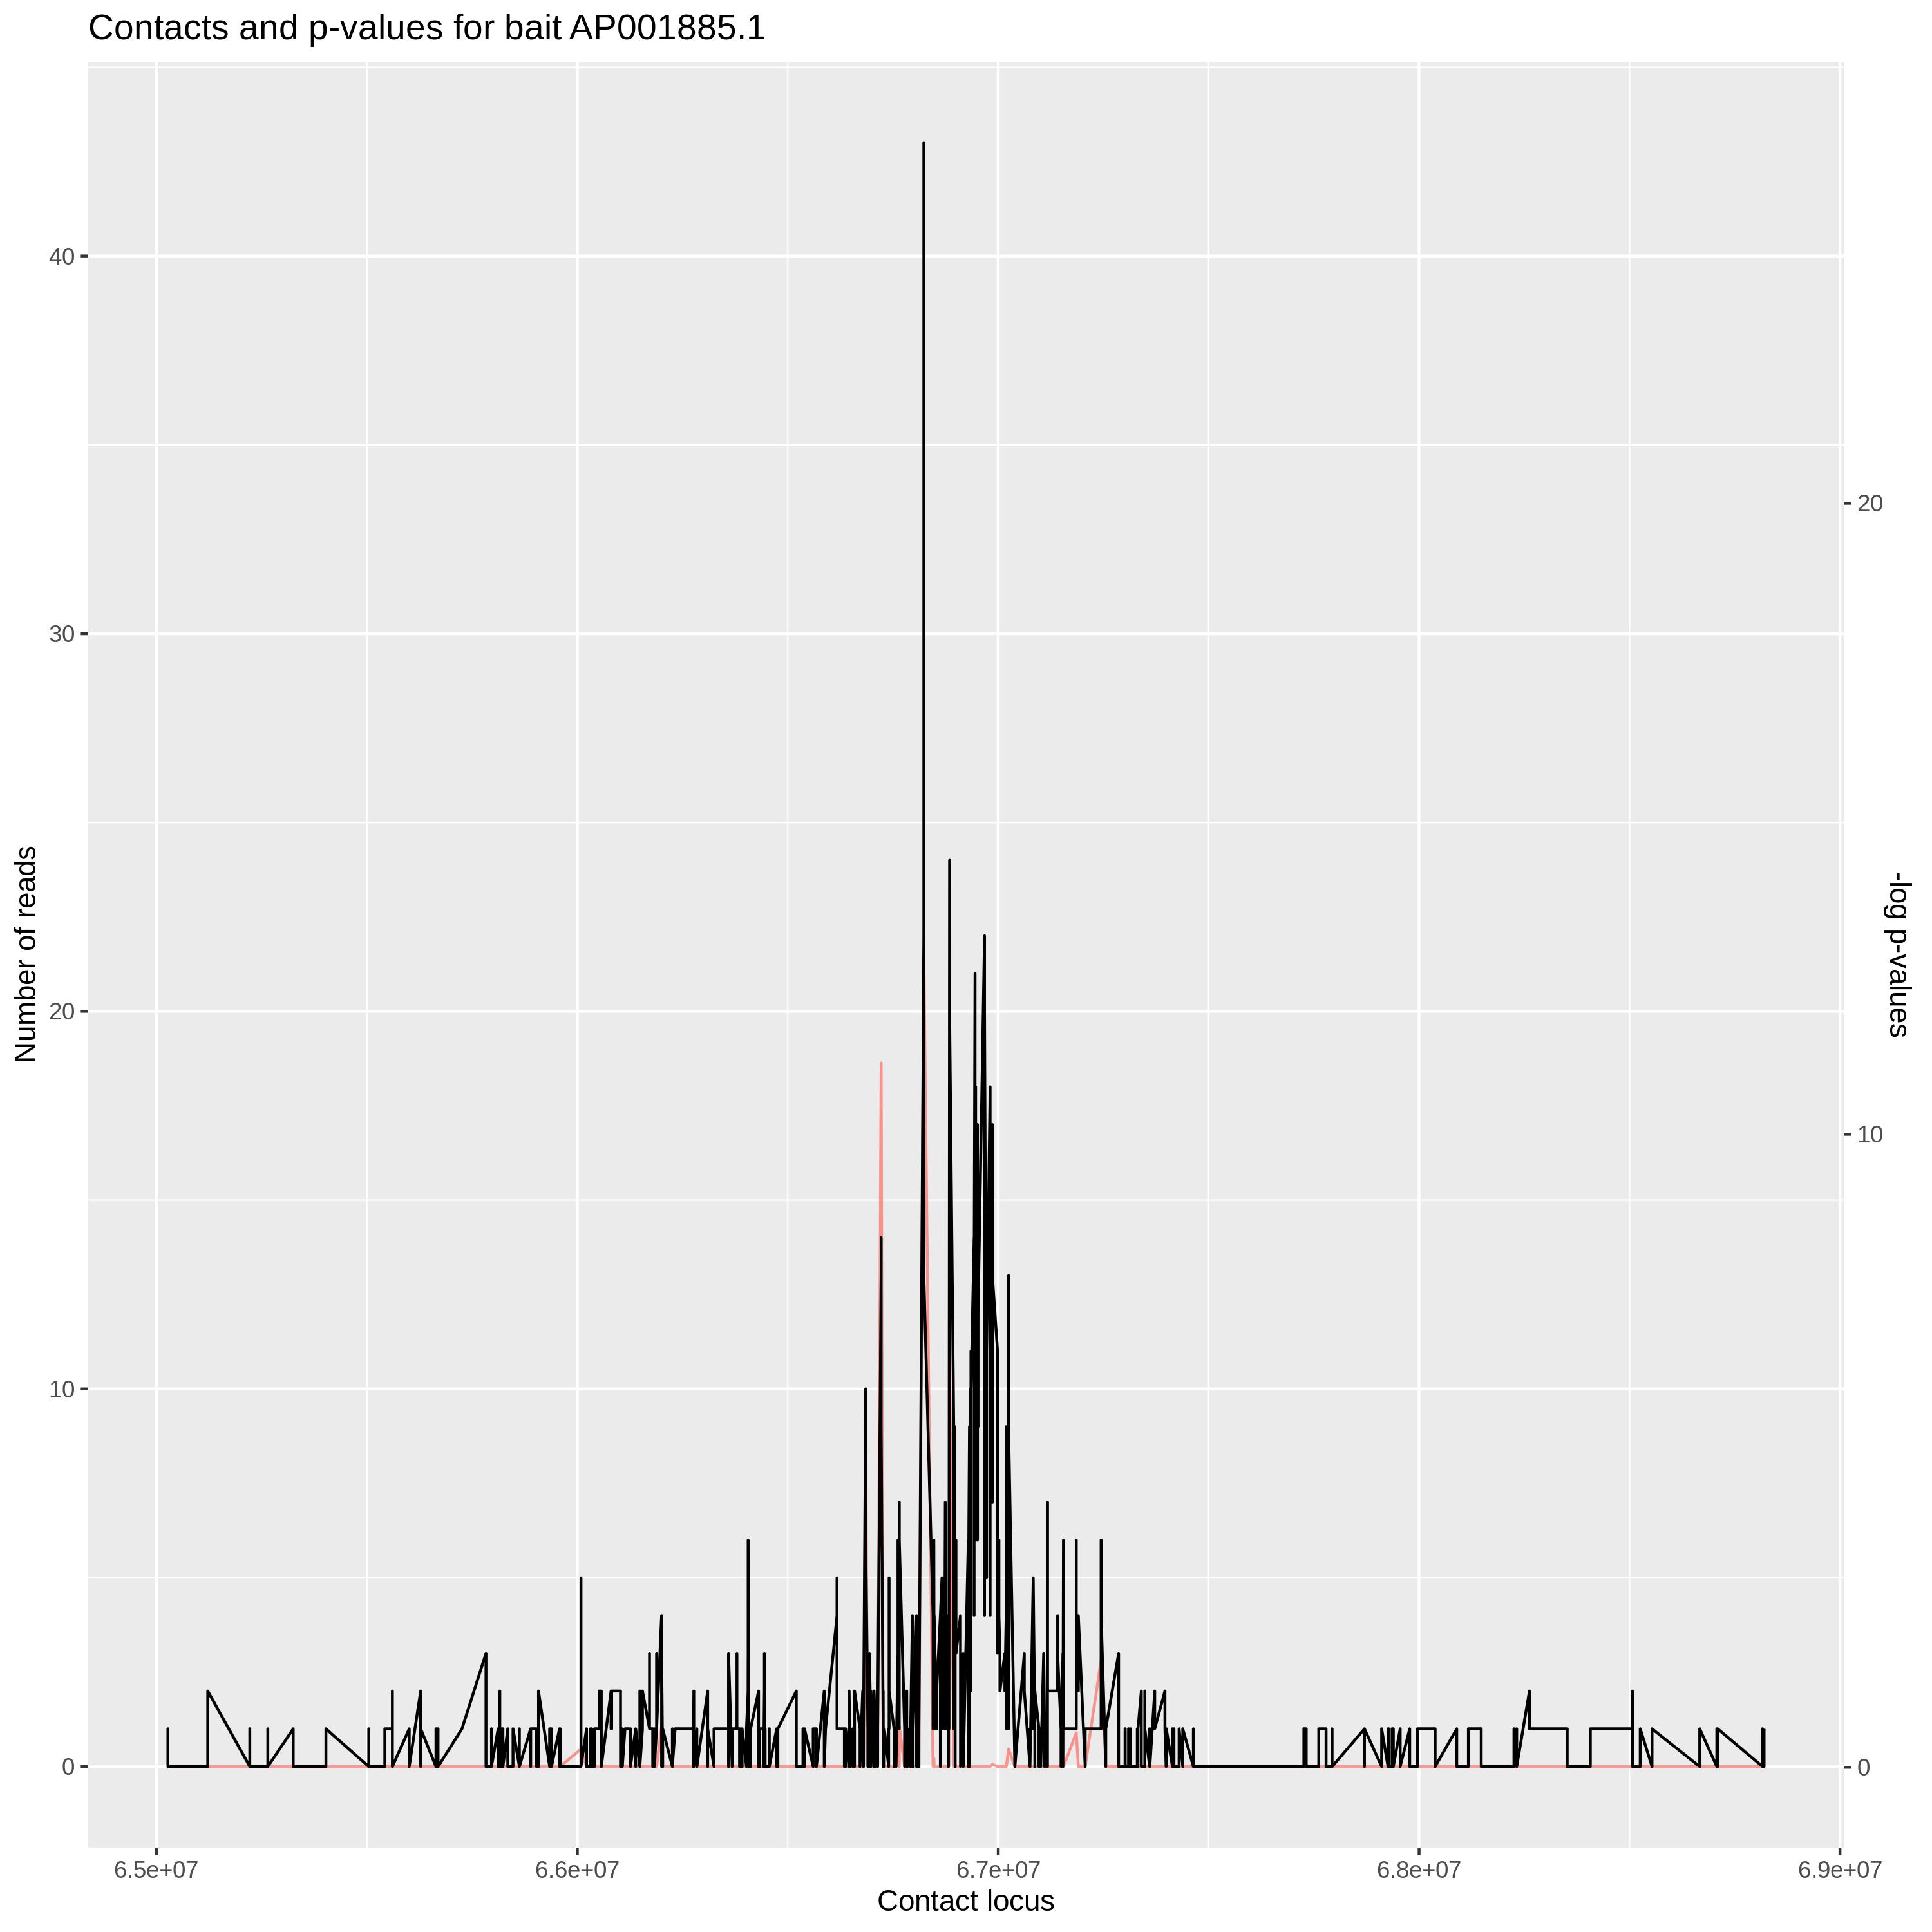 Contacts and p-values for bait AP001885.1
40
30
20
10
0
Number of reads
20
10
0
-log p-values
6.5e+07
6.6e+07
6.7e+07
6.8e+07
6.9e+07
Contact locus